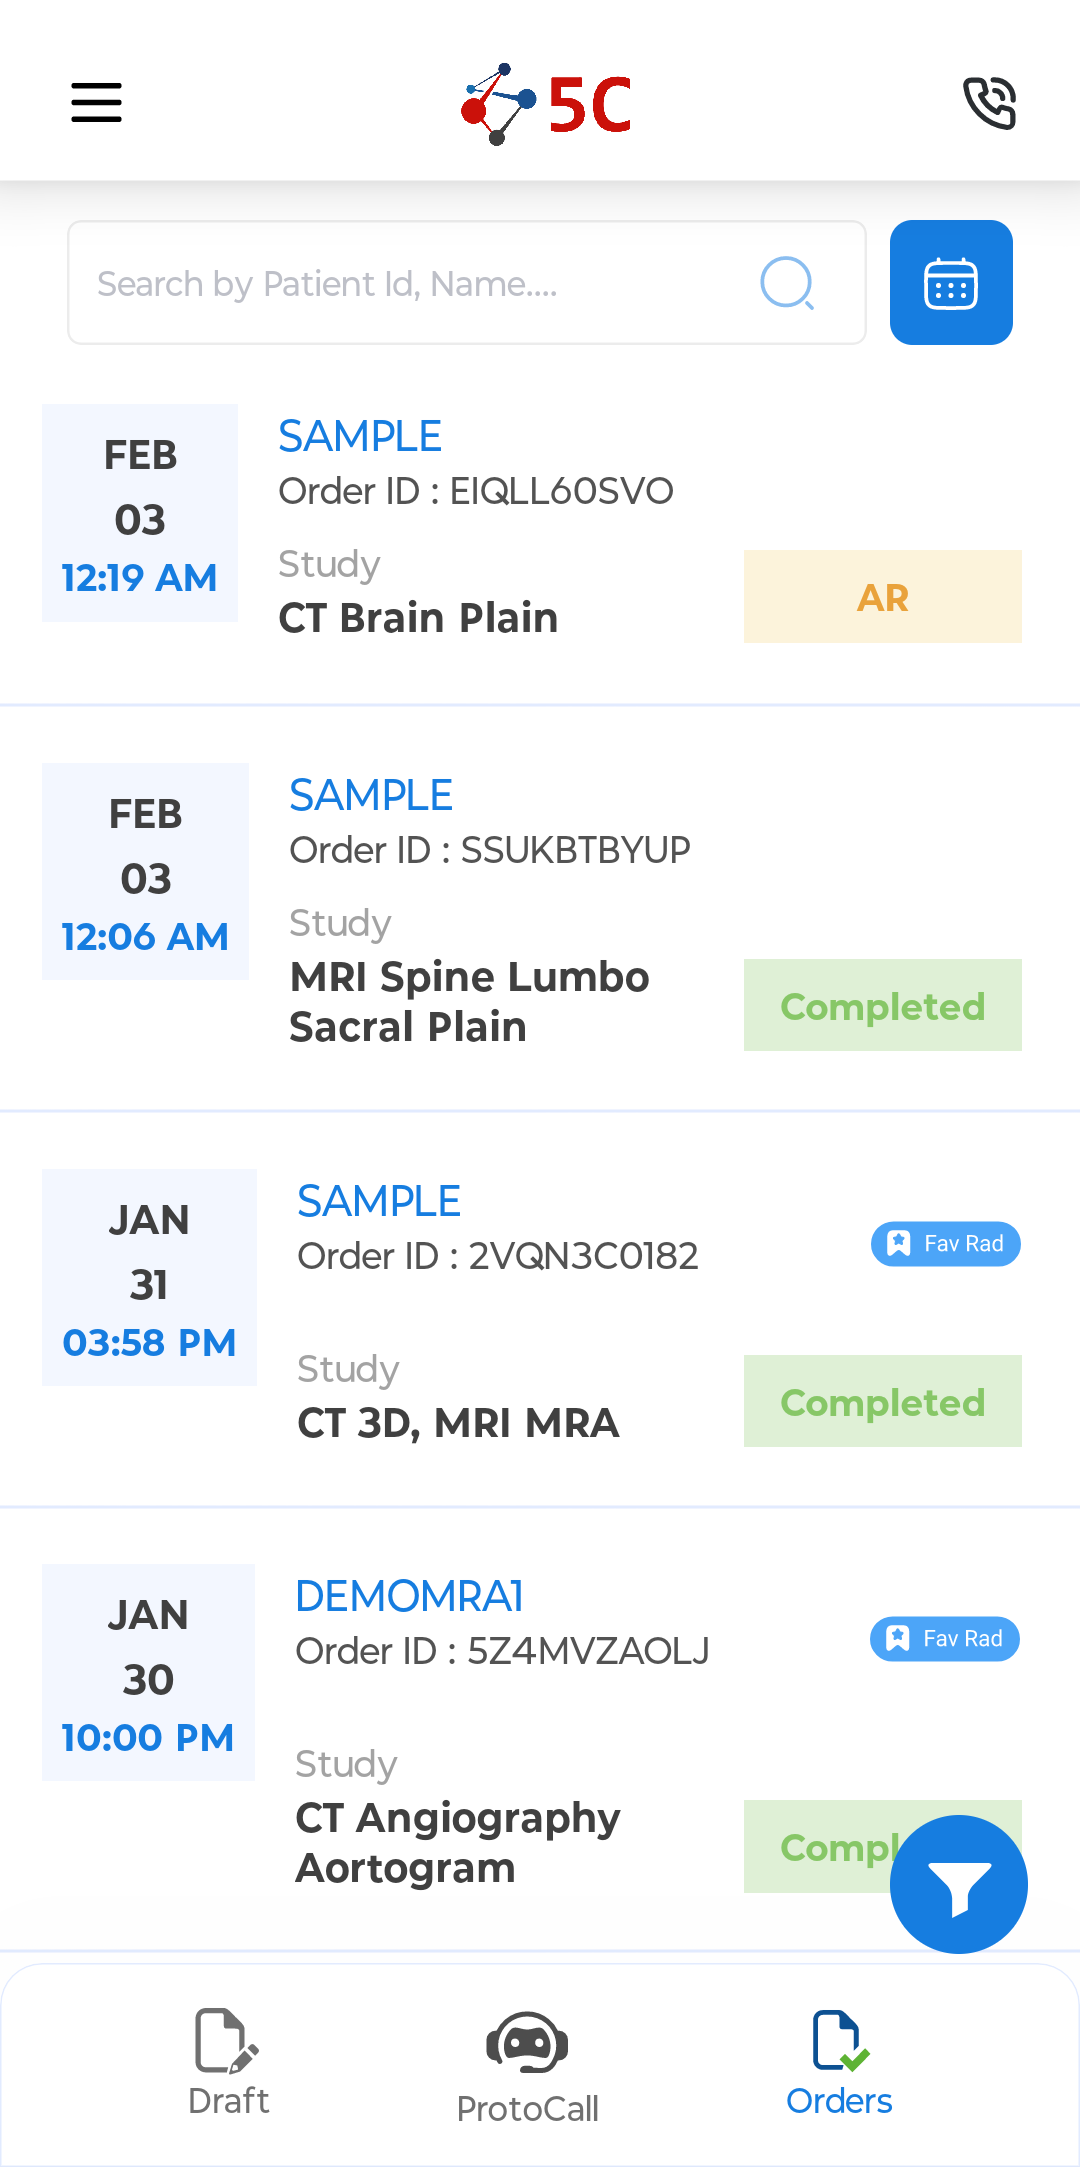 5C
Search by Patient Id, Name....
FEB
03
12:19 AM
SAMPLE
Order ID : EIQLL60SVO
Study
CT Brain Plain
AR
FEB
03
12:06 AM
SAMPLE
Order ID : SSUKBTBYUP
Study
MRI Spine Lumbo
Sacral Plain
Completed
JAN
31
03:58 PM
SAMPLE
Order ID : 2VQN3C0182
Fav Rad
Study
CT 3D, MRI MRA
Completed
JAN
30
10:00 PM
DEMOMRA1
Order ID : 5Z4MVZAOLJ
Fav Rad
Study
CT Angiography
Aortogram
Compl
Draft
ProtoCall
Orders